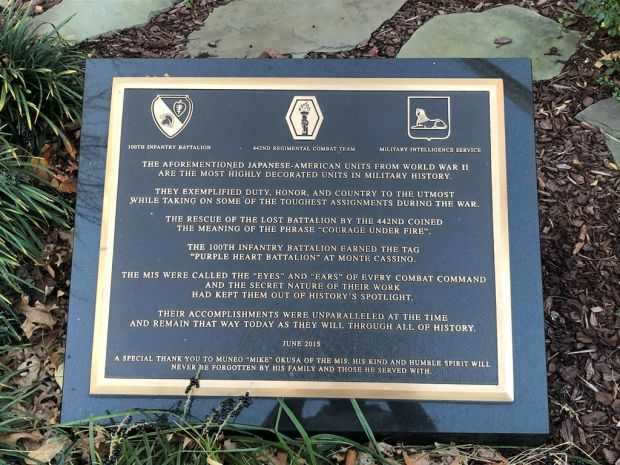 100TH INFANTRY BATTALION 442ND REGIMENTAL COMBAT TEAM MILITARY INTELLIGENCE SERVICE
THE AFOREMENTIONED JAPANESE-AMERICAN UNITS FROM WORLD WAR II
ARE THE MOST HIGHLY DECORATED UNITS IN MILITARY HISTORY.
THEY EXEMPLIFIED DUTY, HONOR, AND COUNTRY TO THE UTMOST
WHILE TAKING ON SOME OF THE TOUGHEST ASSIGNMENTS DURING THE WAR.
THE RESCUE OF THE LOST BATTALION BY THE 442ND COINED
THE MEANING OF THE PHRASE "COURAGE UNDER FIRE".
THE 100TH INFANTRY BATTALION EARNED THE TAG
"PURPLE HEART BATTALION" AT MONTE CASSINO.
THE MIS WERE CALLED THE "EYES" AND "EARS" OF EVERY COMBAT COMMAND
AND THE SECRET NATURE OF THEIR WORK
HAD KEPT THEM OUT OF HISTORY'S SPOTLIGHT.
THEIR ACCOMPLISHMENTS WERE UNPARALLELED AT THE TIME
AND REMAIN THAT WAY TODAY AS THEY WILL THROUGH ALL OF HISTORY.
JUNE 2015
A SPECIAL THANK YOU TO MUNEO "MIKE" OKUSA OF THE MIS. HIS KIND AND HUMBLE SPIRIT WILL
NEVER BE FORGOTTEN BY HIS FAMILY AND THOSE HE SERVED WITH.